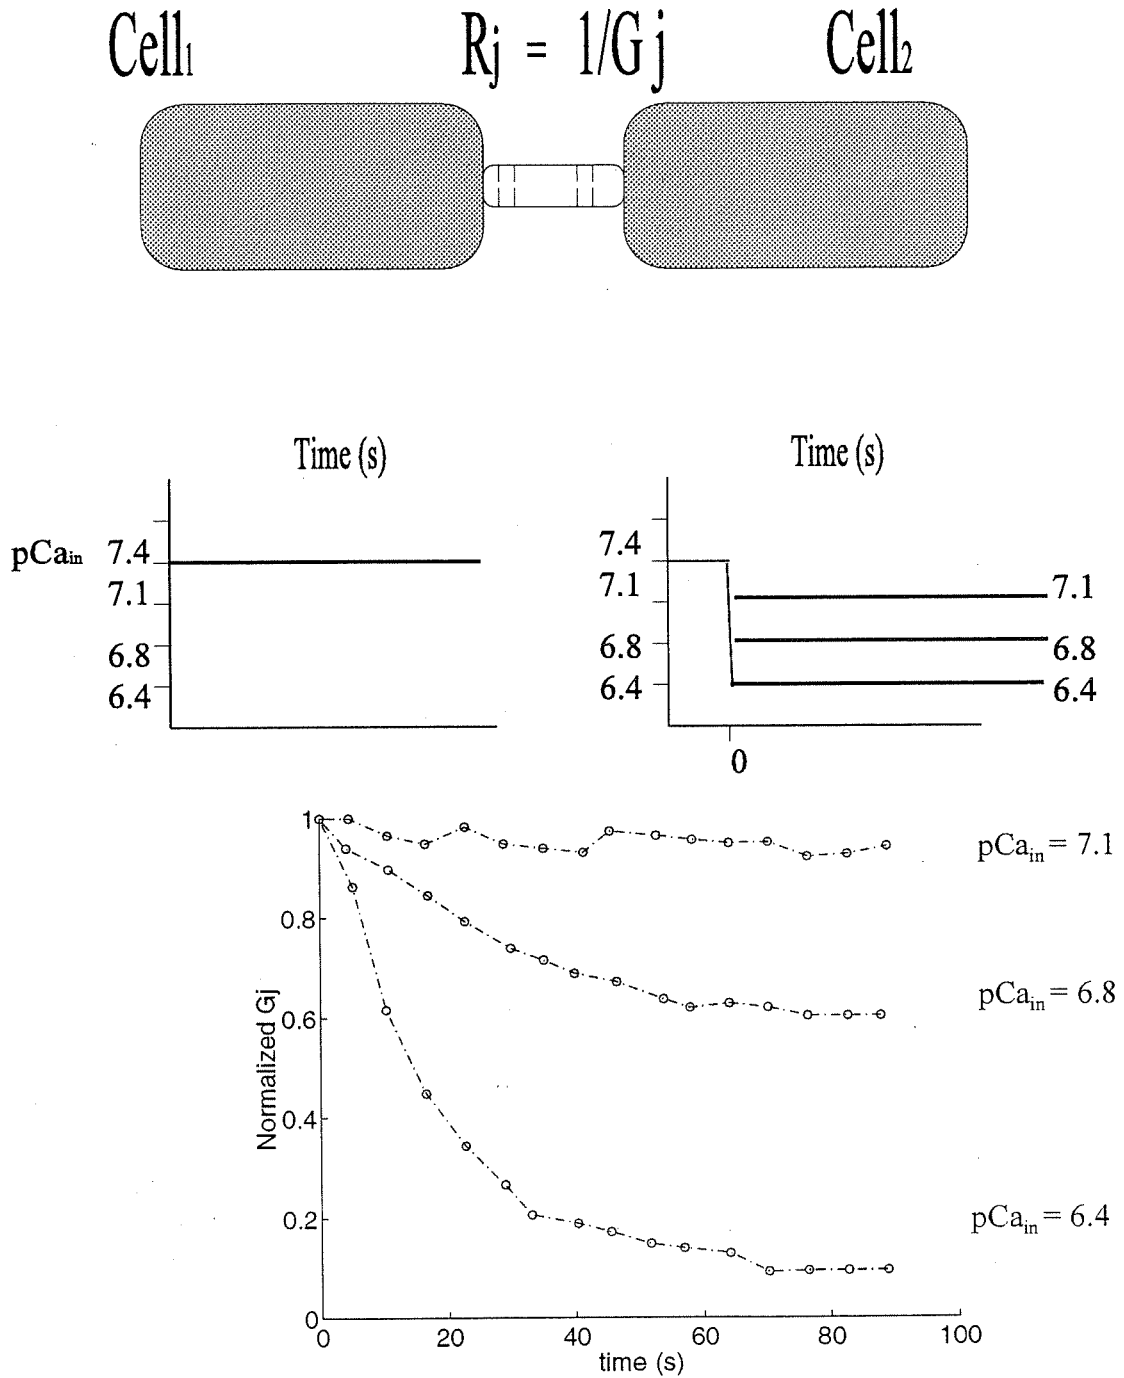 Cell1 Rj = 1/Gj Cell2
Time (s)
pCain 7.4
7.1
6.8
6.4
Time (s)
7.4
7.1 7.1
6.8 6.8
6.4 6.4
0
1 pCain = 7.1
0.8
pCain = 6.8
0.6
0.4
pCain = 6.4
0.2
0
Normalized Gj
0 20 40 60 80 100
time (s)